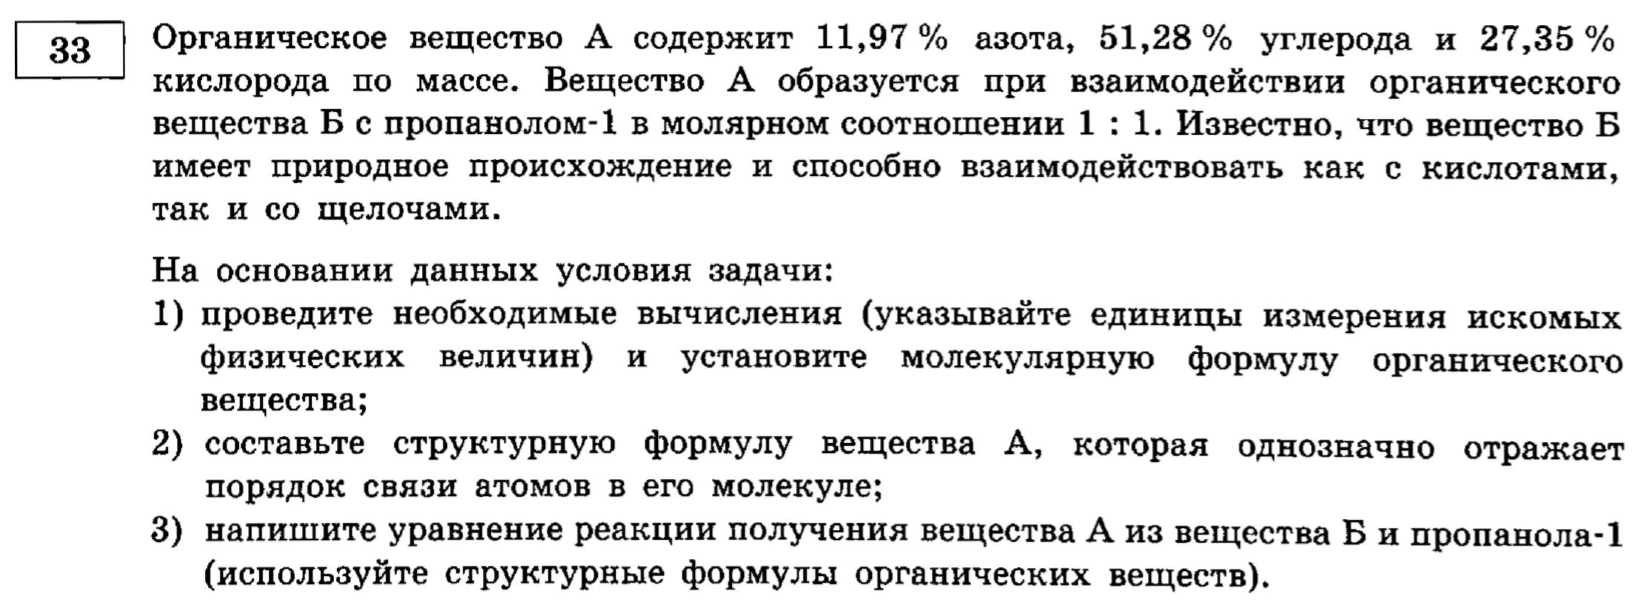 33
Органическое вещество А содержит 11,97 % азота, 51,28 % углерода и 27,35 %
кислорода по массе. Вещество А образуется при взаимодействии органического
вещества Б с пропанолом-1 в молярном соотношении 1 : 1. Известно, что вещество Б
имеет природное происхождение и способно взаимодействовать как с кислотами,
так и со щелочами.
На основании данных условия задачи:
1) проведите необходимые вычисления (указывайте единицы измерения искомых
физических величин) и установите молекулярную формулу органического
вещества;
2) составьте структурную формулу вещества А, которая однозначно отражает
порядок связи атомов в его молекуле;
3) напишите уравнение реакции получения вещества А из вещества Б и пропанола-1
(используйте структурные формулы органических веществ).